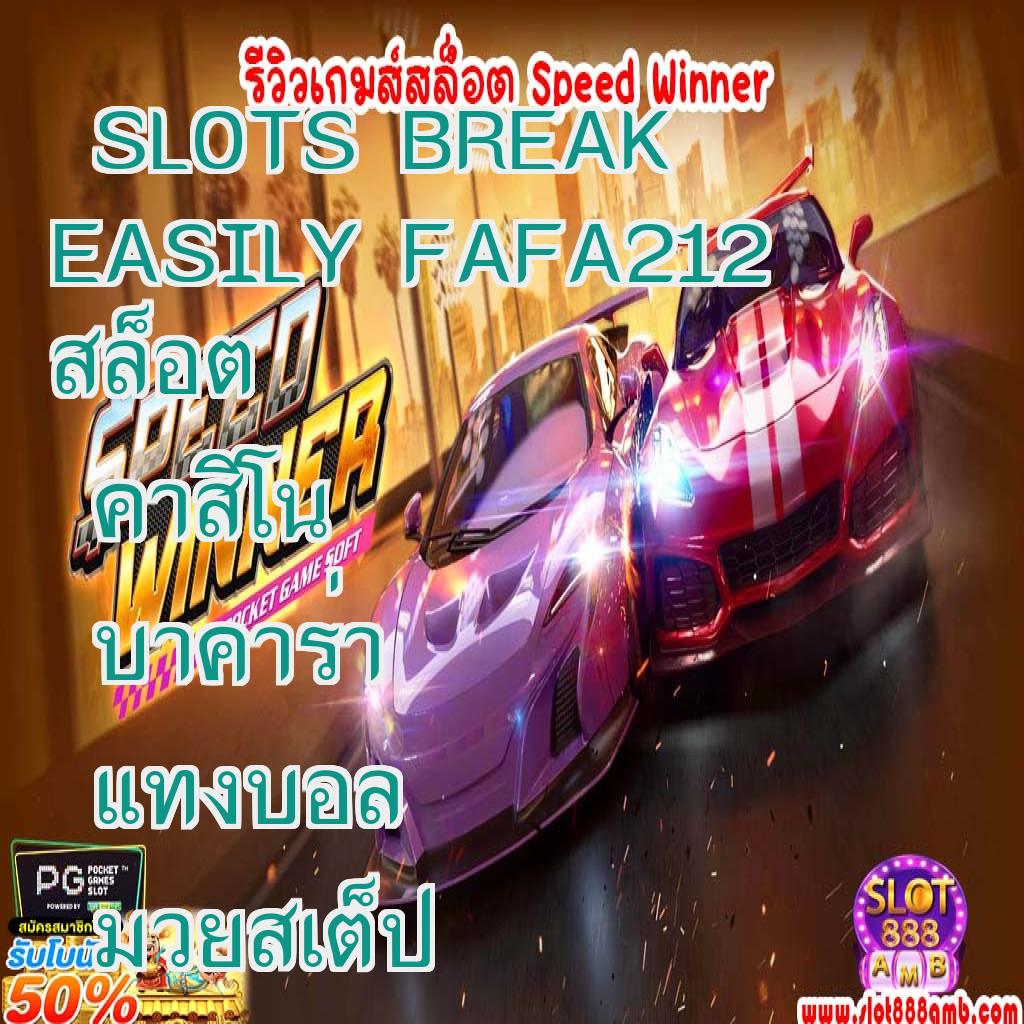 รีวิวเกมส์สล็อต Speed Winner
SLOTS BREAK
EASILY FAFA212
สล็อต
SPEED
คาสิโน
WINNER
POCKET GAME SOFT
บาคาร่า
แทงบอล
PG POCKET GAMES SLOT
POWERED BY
สมัครสมาชิก
มวยสเต็ป
รับโบนัส
50%
SLOT
888
AMB
www.slot888amb.com